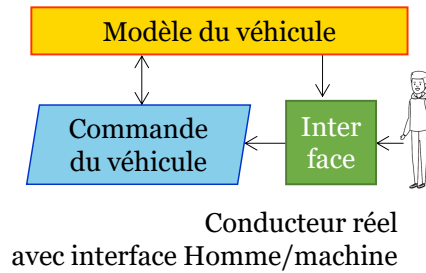 Modèle du véhicule
Commande
du véhicule
Inter
face
Conducteur réel
avec interface Homme/machine